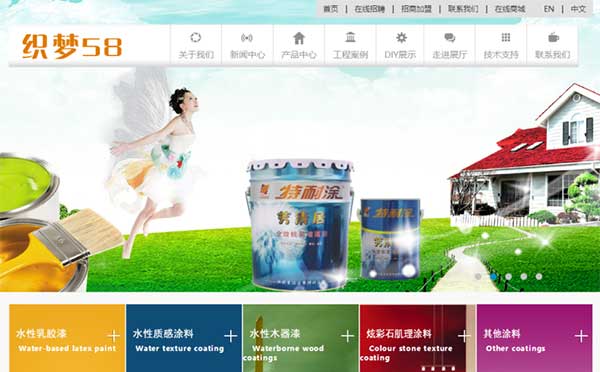 首页 | 在线招聘 | 招商加盟 | 联系我们 | 在线商城 EN | 中文
织梦58
关于我们 新闻中心 产品中心 工程案例 DIY展示 走进展厅 技术支持 联系我们
特耐涂
特耐涂
水性乳胶漆
Water-based latex paint
水性质感涂料
Water texture coating
水性木器漆
Waterborne wood
coatings
炫彩石肌理涂料
Colour stone texture
coating
其他涂料
Other coatings